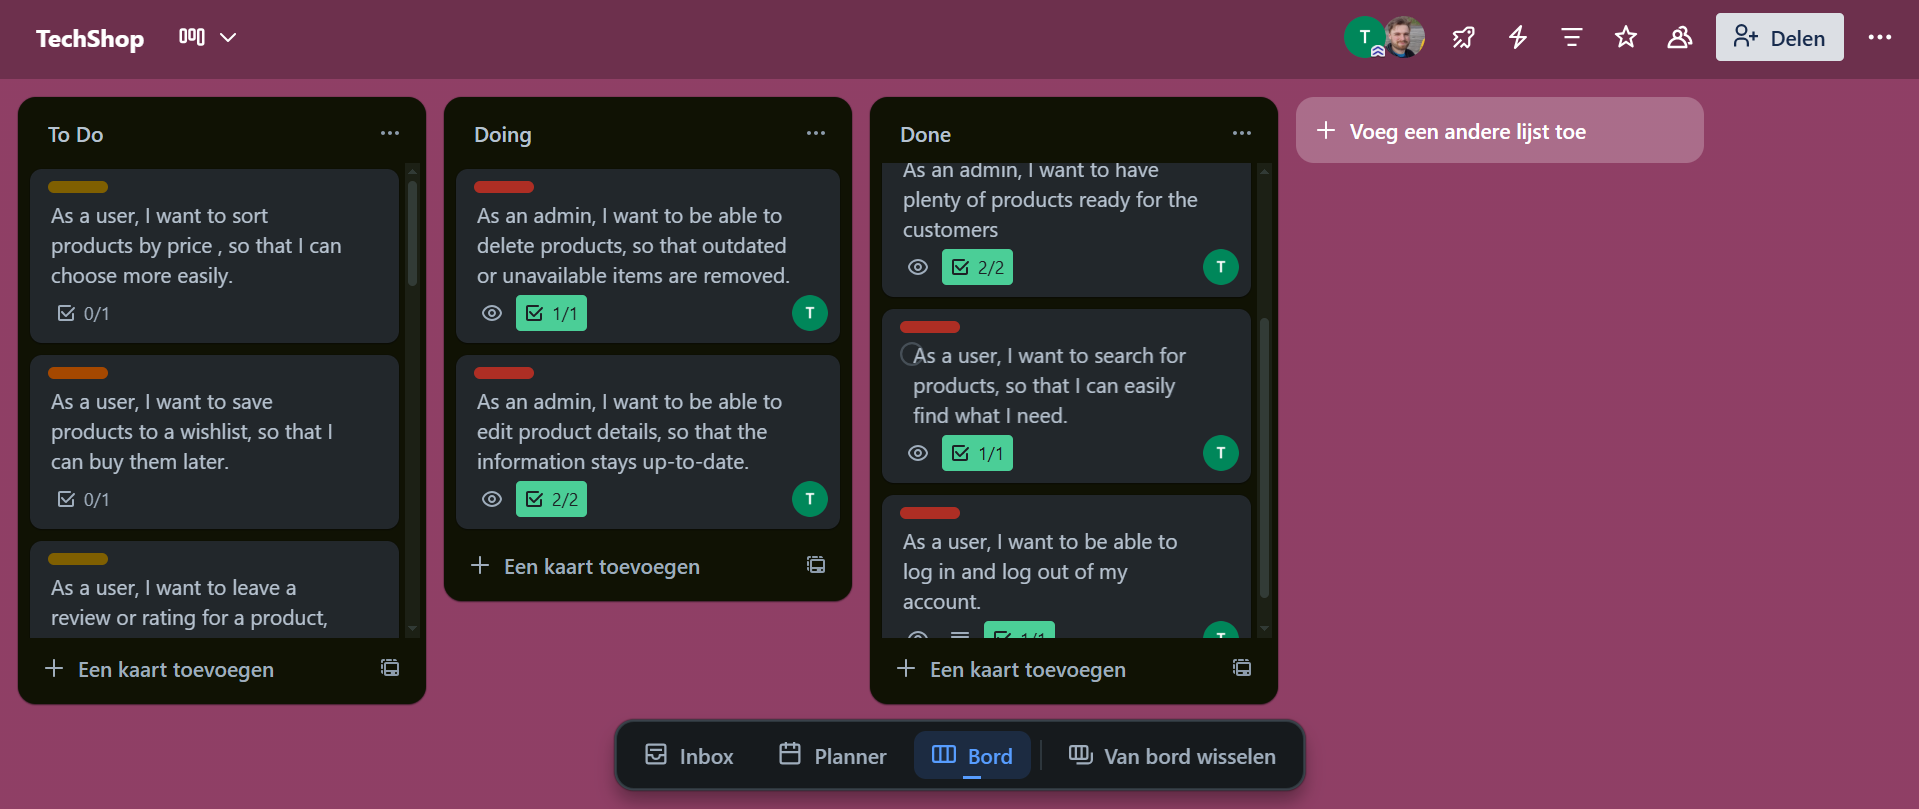 TechShop
T
Delen
To Do
As a user, I want to sort
products by price , so that I can
choose more easily.
0/1
As a user, I want to save
products to a wishlist, so that I
can buy them later.
0/1
As a user, I want to leave a
review or rating for a product,
Een kaart toevoegen
Doing
As an admin, I want to be able to
delete products, so that outdated
or unavailable items are removed.
1/1
T
As an admin, I want to be able to
edit product details, so that the
information stays up-to-date.
2/2
T
Een kaart toevoegen
Done
As an admin, I want to have
plenty of products ready for the
customers
2/2
T
As a user, I want to search for
products, so that I can easily
find what I need.
1/1
T
As a user, I want to be able to
log in and log out of my
account.
1/1
T
Een kaart toevoegen
Voeg een andere lijst toe
Inbox
Planner
Bord
Van bord wisselen